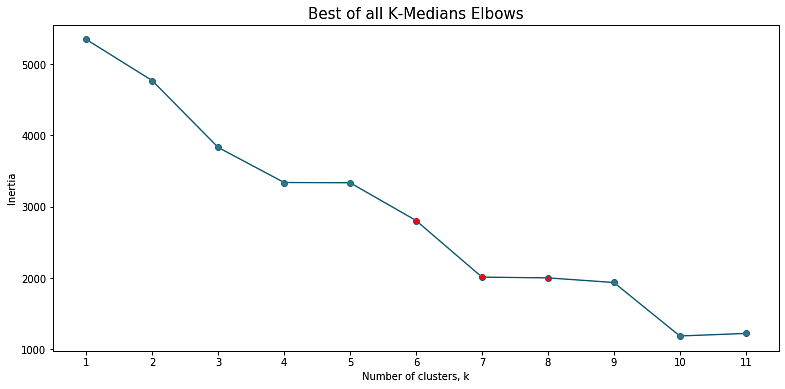 Best of all K-Medians Elbows
Inertia
5000
4000
3000
2000
1000
1 2 3 4 5 6 7 8 9 10 11
Number of clusters, k